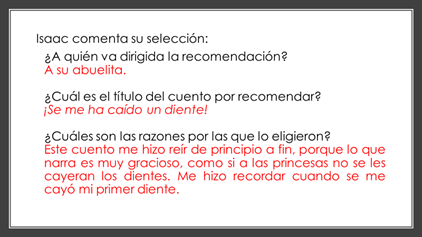 Isaac comenta su selección:
¿A quién va dirigida la recomendación?
A su abuelita.
¿Cuál es el título del cuento por recomendar?
¡Se me ha caído un diente!
¿Cuáles son las razones por las que lo eligieron?
Este cuento me hizo reír de principio a fin, porque lo que
narra es muy gracioso, como si a las princesas no se les
cayeran los dientes. Me hizo recordar cuando se me
cayó mi primer diente.